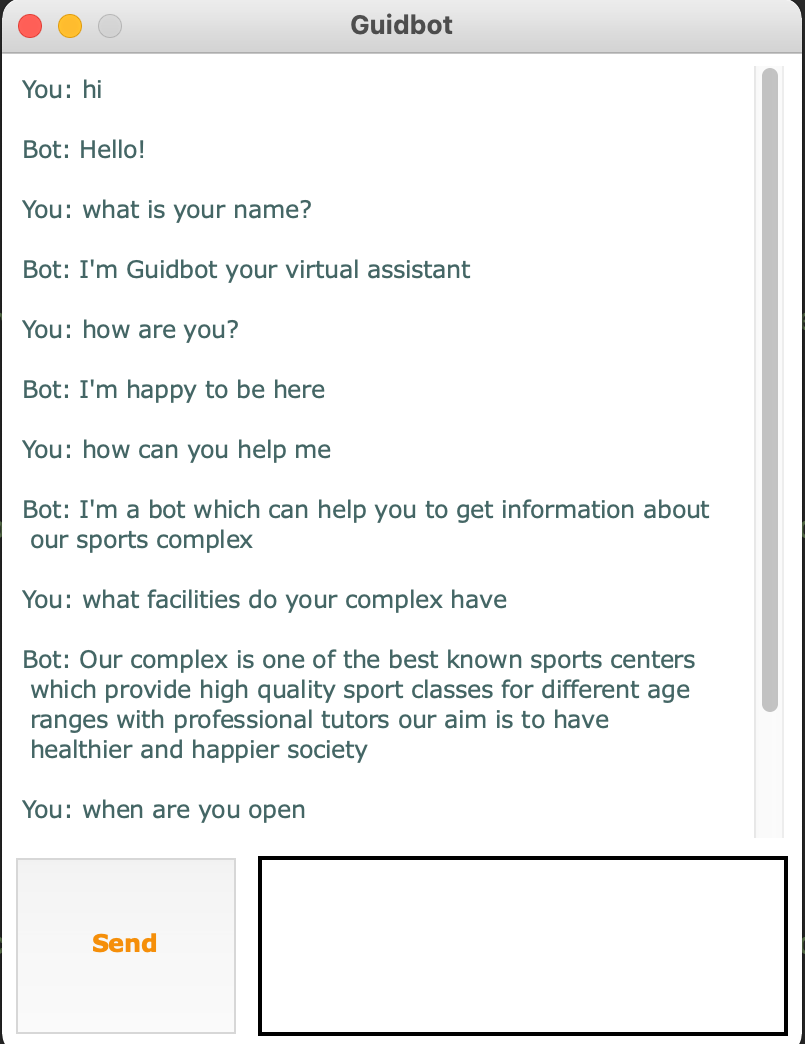 Guidbot
You: hi
Bot: Hello!
You: what is your name?
Bot: I'm Guidbot your virtual assistant
You: how are you?
Bot: I'm happy to be here
You: how can you help me
Bot: I'm a bot which can help you to get information about
our sports complex
You: what facilities do your complex have
Bot: Our complex is one of the best known sports centers
which provide high quality sport classes for different age
ranges with professional tutors our aim is to have
healthier and happier society
You: when are you open
Send